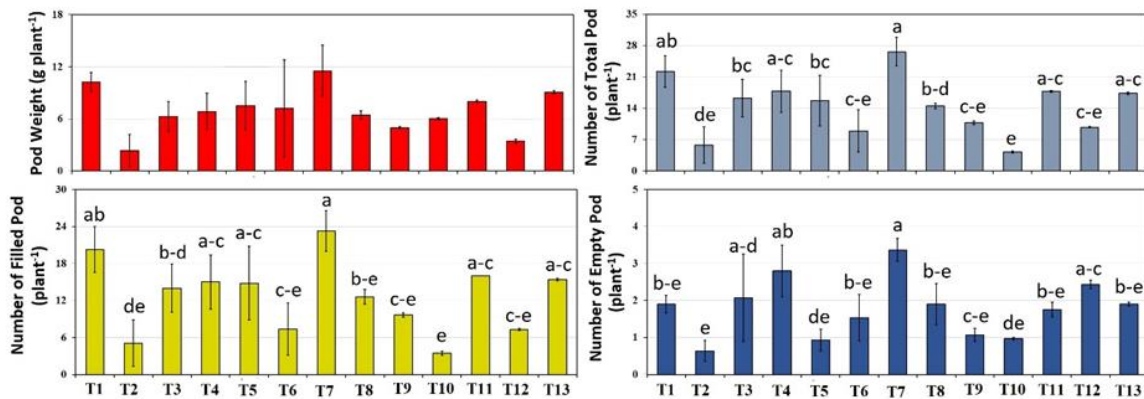 Pod Weight (g plant⁻¹)
18
12
6
0
Number of Total Pod
(plant⁻¹)
35
28
21
14
7
0
ab
de
bc
a-c
bc
c-e
a
b-d
c-e
e
a-c
c-e
a-c
Number of Filled Pod
(plant⁻¹)
30
24
18
12
6
0
ab
de
b-d
a-c
a-c
c-e
a
b-e
c-e
e
a-c
c-e
a-c
T1 T2 T3 T4 T5 T6 T7 T8 T9 T10 T11 T12 T13
Number of Empty Pod
(plant⁻¹)
5
4
3
2
1
0
b-e
e
a-d
ab
c-e
b-e
a
b-e
c-e
de
b-e
a-c
b-e
T1 T2 T3 T4 T5 T6 T7 T8 T9 T10 T11 T12 T13